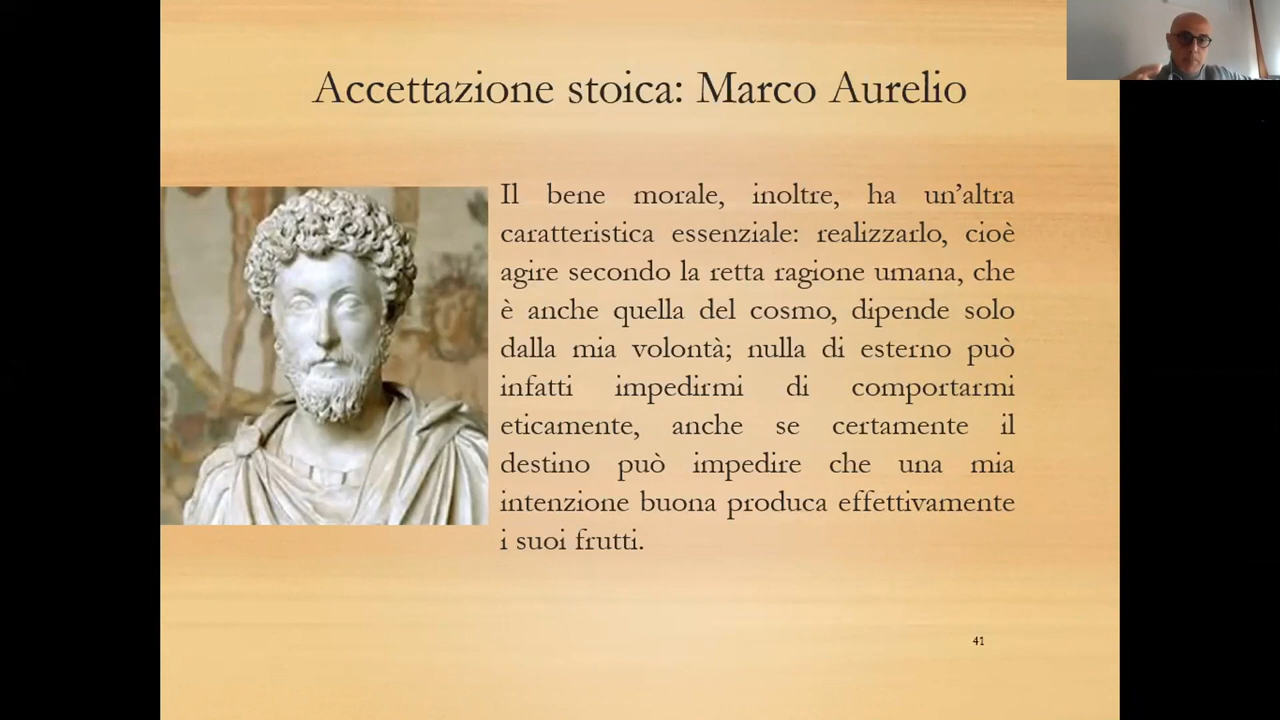 Accettazione stoica: Marco Aurelio
Il bene morale, inoltre, ha un’altra
caratteristica essenziale: realizzarlo, cioè
agire secondo la retta ragione umana, che
è anche quella del cosmo, dipende solo
dalla mia volontà; nulla di esterno può
infatti impedirmi di comportarmi
eticamente, anche se certamente il
destino può impedire che una mia
intenzione buona produca effettivamente
i suoi frutti.
41